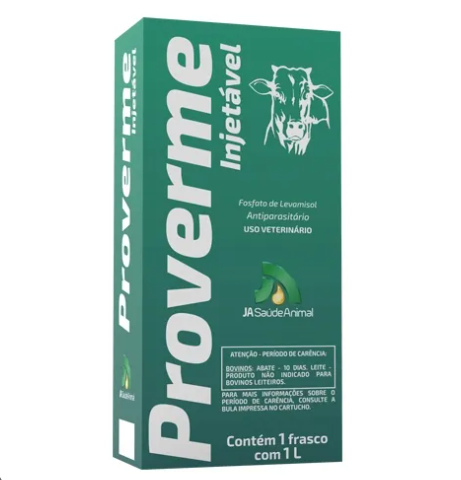 Proverme
Injetável
Proverme
Injetável
Fosfato de Levamisol
Antiparasitário
USO VETERINÁRIO
JA Saúde Animal
ATENÇÃO - PERÍODO DE CARÊNCIA:
BOVINOS: ABATE - 10 DIAS. LEITE -
PRODUTO NÃO INDICADO PARA
BOVINOS LEITEIROS.
PARA MAIS INFORMAÇÕES SOBRE O
PERÍODO DE CARÊNCIA, CONSULTE A
BULA IMPRESSA NO CARTUCHO.
Contém 1 frasco
com 1 L